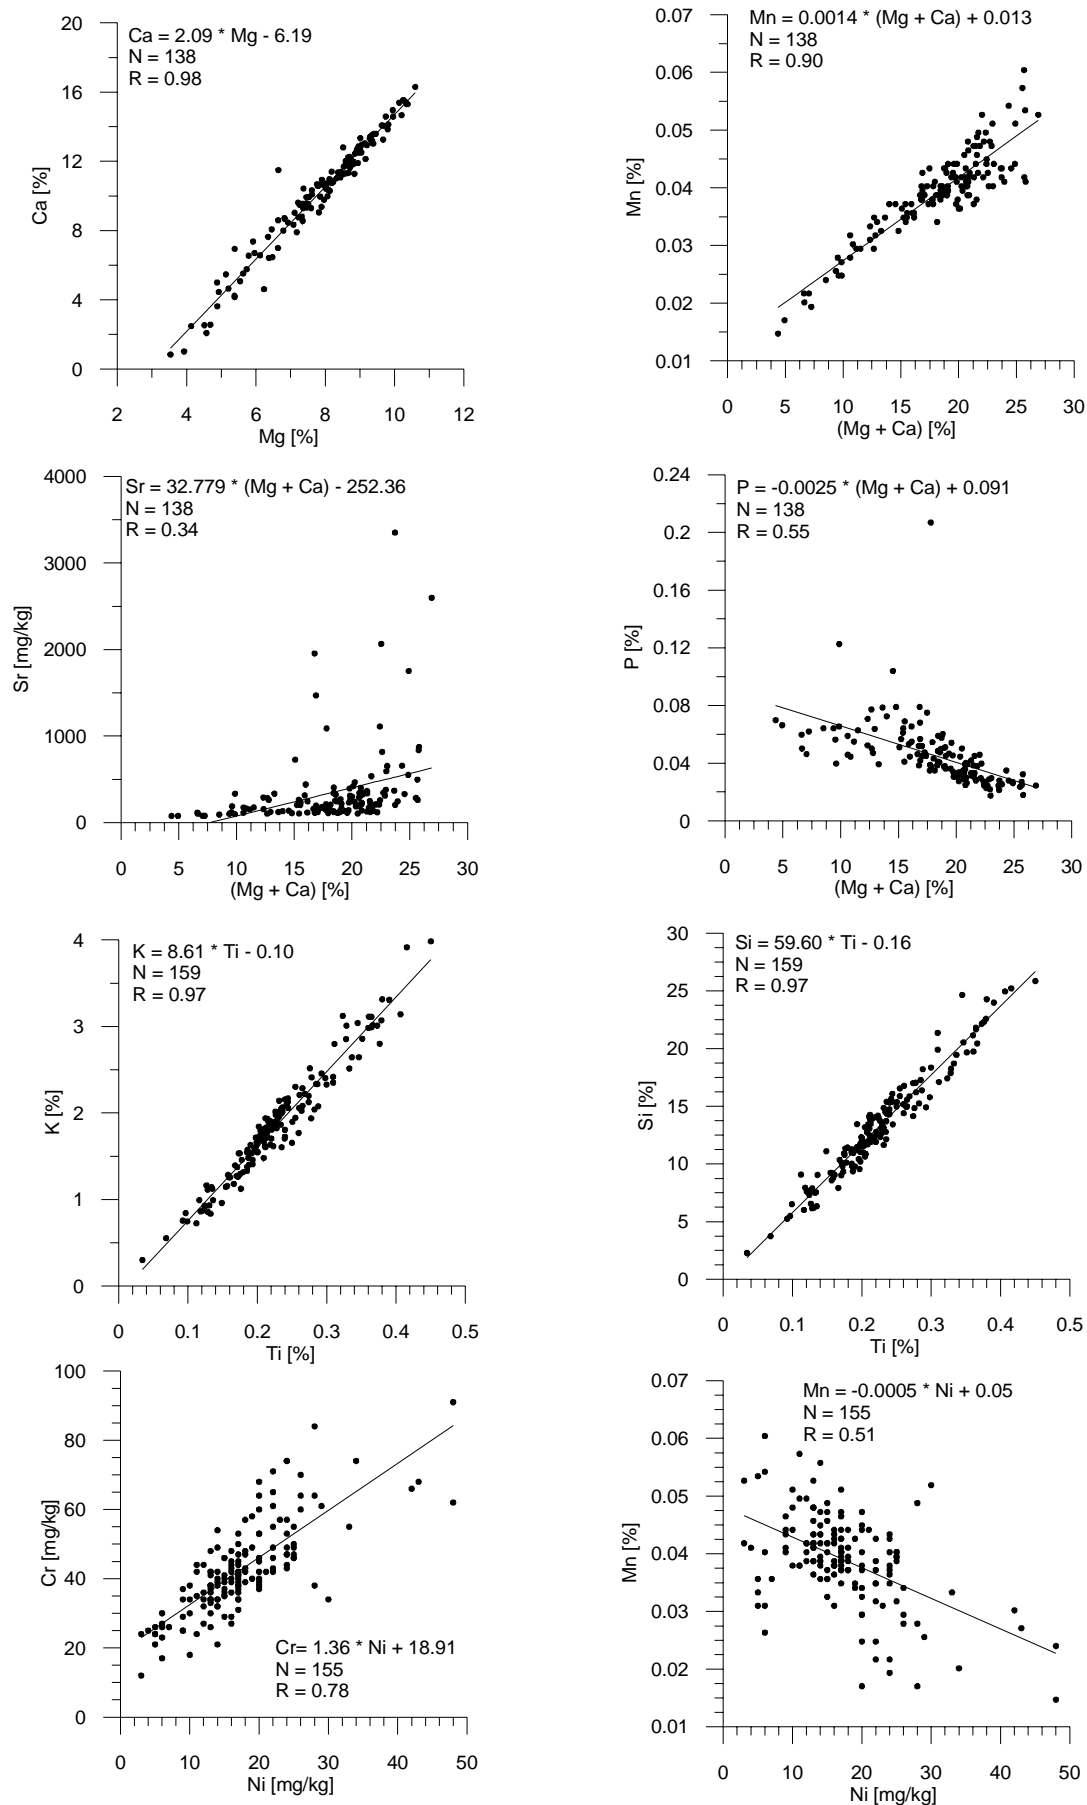 20
16
12
8
4
0
Ca [%]
Ca = 2.09 * Mg - 6.19
N = 138
R = 0.98
2 4 6 8 10 12
Mg [%]
0.07
0.06
0.05
0.04
0.03
0.02
0.01
Mn [%]
Mn = 0.0014 * (Mg + Ca) + 0.013
N = 138
R = 0.90
0 5 10 15 20 25 30
(Mg + Ca) [%]
4000
3000
2000
1000
0
Sr [mg/kg]
Sr = 32.779 * (Mg + Ca) - 252.36
N = 138
R = 0.34
0 5 10 15 20 25 30
(Mg + Ca) [%]
0.24
0.2
0.16
0.12
0.08
0.04
0
P [%]
P = -0.0025 * (Mg + Ca) + 0.091
N = 138
R = 0.55
0 5 10 15 20 25 30
(Mg + Ca) [%]
4
3
2
1
0
K [%]
K = 8.61 * Ti - 0.10
N = 159
R = 0.97
0 0.1 0.2 0.3 0.4 0.5
Ti [%]
30
25
20
15
10
5
0
Si [%]
Si = 59.60 * Ti - 0.16
N = 159
R = 0.97
0 0.1 0.2 0.3 0.4 0.5
Ti [%]
100
80
60
40
20
0
Cr [mg/kg]
Cr= 1.36 * Ni + 18.91
N = 155
R = 0.78
0 10 20 30 40 50
Ni [mg/kg]
0.07
0.06
0.05
0.04
0.03
0.02
0.01
Mn [%]
Mn = -0.0005 * Ni + 0.05
N = 155
R = 0.51
0 10 20 30 40 50
Ni [mg/kg]